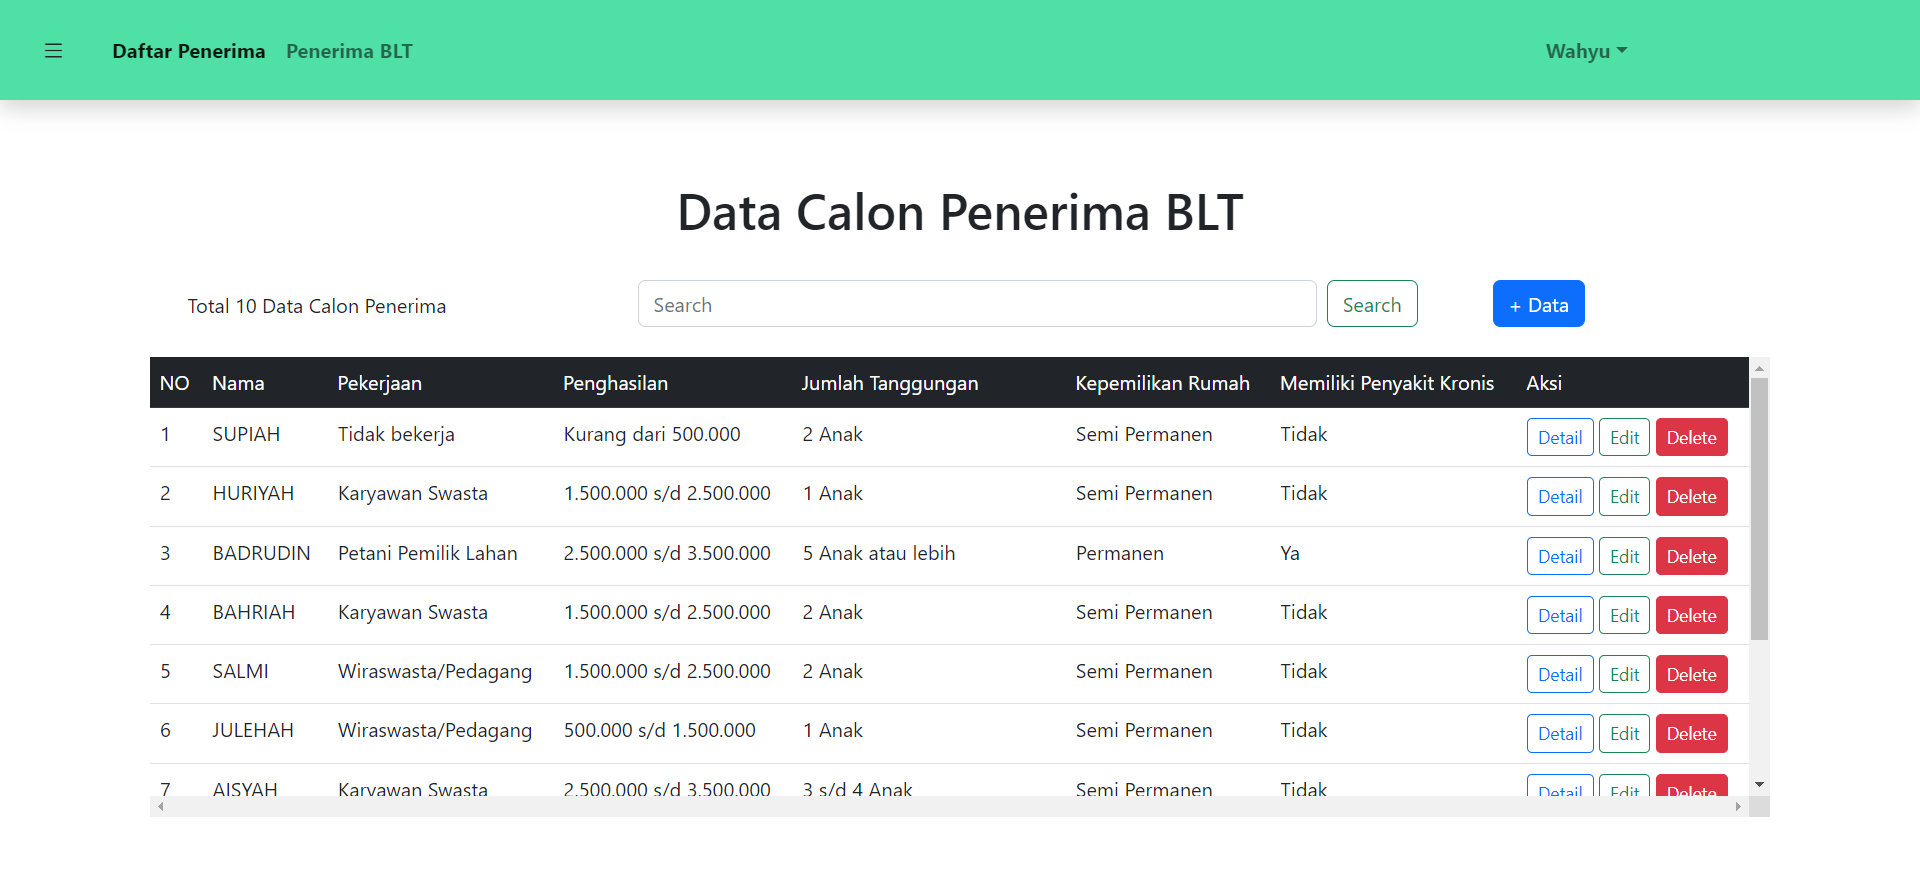 Daftar Penerima Penerima BLT Wahyu
Data Calon Penerima BLT
Total 10 Data Calon Penerima Search Search + Data
NO Nama Pekerjaan Penghasilan Jumlah Tanggungan Kepemilikan Rumah Memiliki Penyakit Kronis Aksi
1 SUPIAH Tidak bekerja Kurang dari 500.000 2 Anak Semi Permanen Tidak Detail Edit Delete
2 HURIYAH Karyawan Swasta 1.500.000 s/d 2.500.000 1 Anak Semi Permanen Tidak Detail Edit Delete
3 BADRUDIN Petani Pemilik Lahan 2.500.000 s/d 3.500.000 5 Anak atau lebih Permanen Ya Detail Edit Delete
4 BAHRIAH Karyawan Swasta 1.500.000 s/d 2.500.000 2 Anak Semi Permanen Tidak Detail Edit Delete
5 SALMI Wiraswasta/Pedagang 1.500.000 s/d 2.500.000 2 Anak Semi Permanen Tidak Detail Edit Delete
6 JULEHAH Wiraswasta/Pedagang 500.000 s/d 1.500.000 1 Anak Semi Permanen Tidak Detail Edit Delete
7 AISYAH Karyawan Swasta 2.500.000 s/d 3.500.000 3 s/d 4 Anak Semi Permanen Tidak Detail Edit Delete